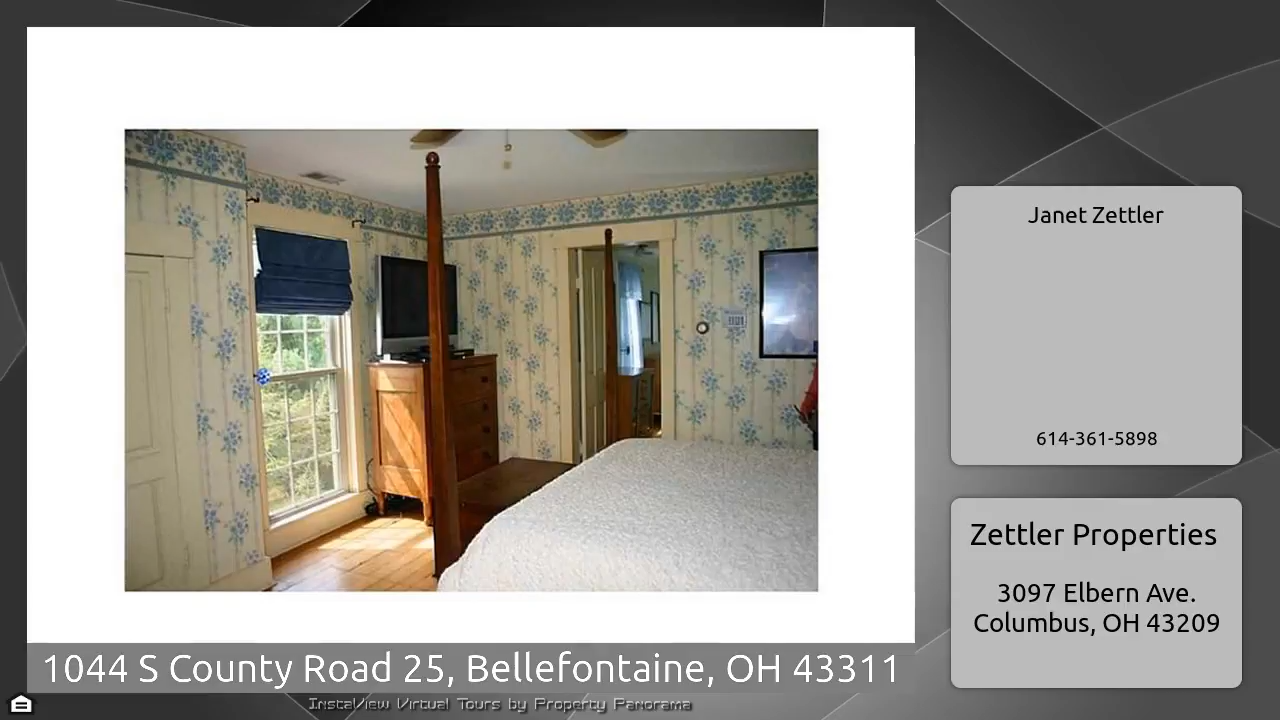 Janet Zettler
614-361-5898
Zettler Properties
3097 Elbern Ave.
Columbus, OH 43209
1044 S County Road 25, Bellefontaine, OH 43311
InstaView Virtual Tours by Property Panorama